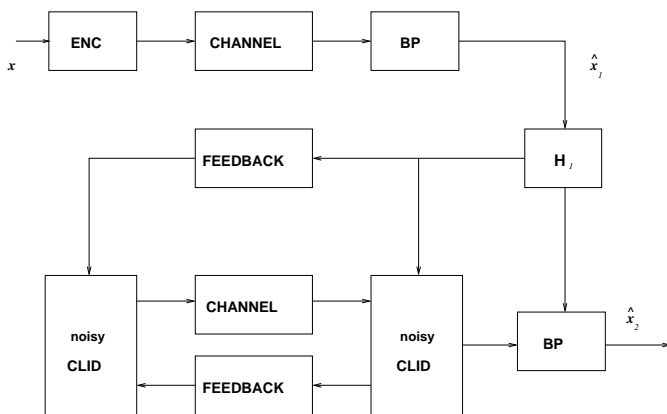 ENC
CHANNEL
BP
x
x̂₁
FEEDBACK
H₁
CHANNEL
noisy
CLID
noisy
CLID
BP
x̂₂
FEEDBACK